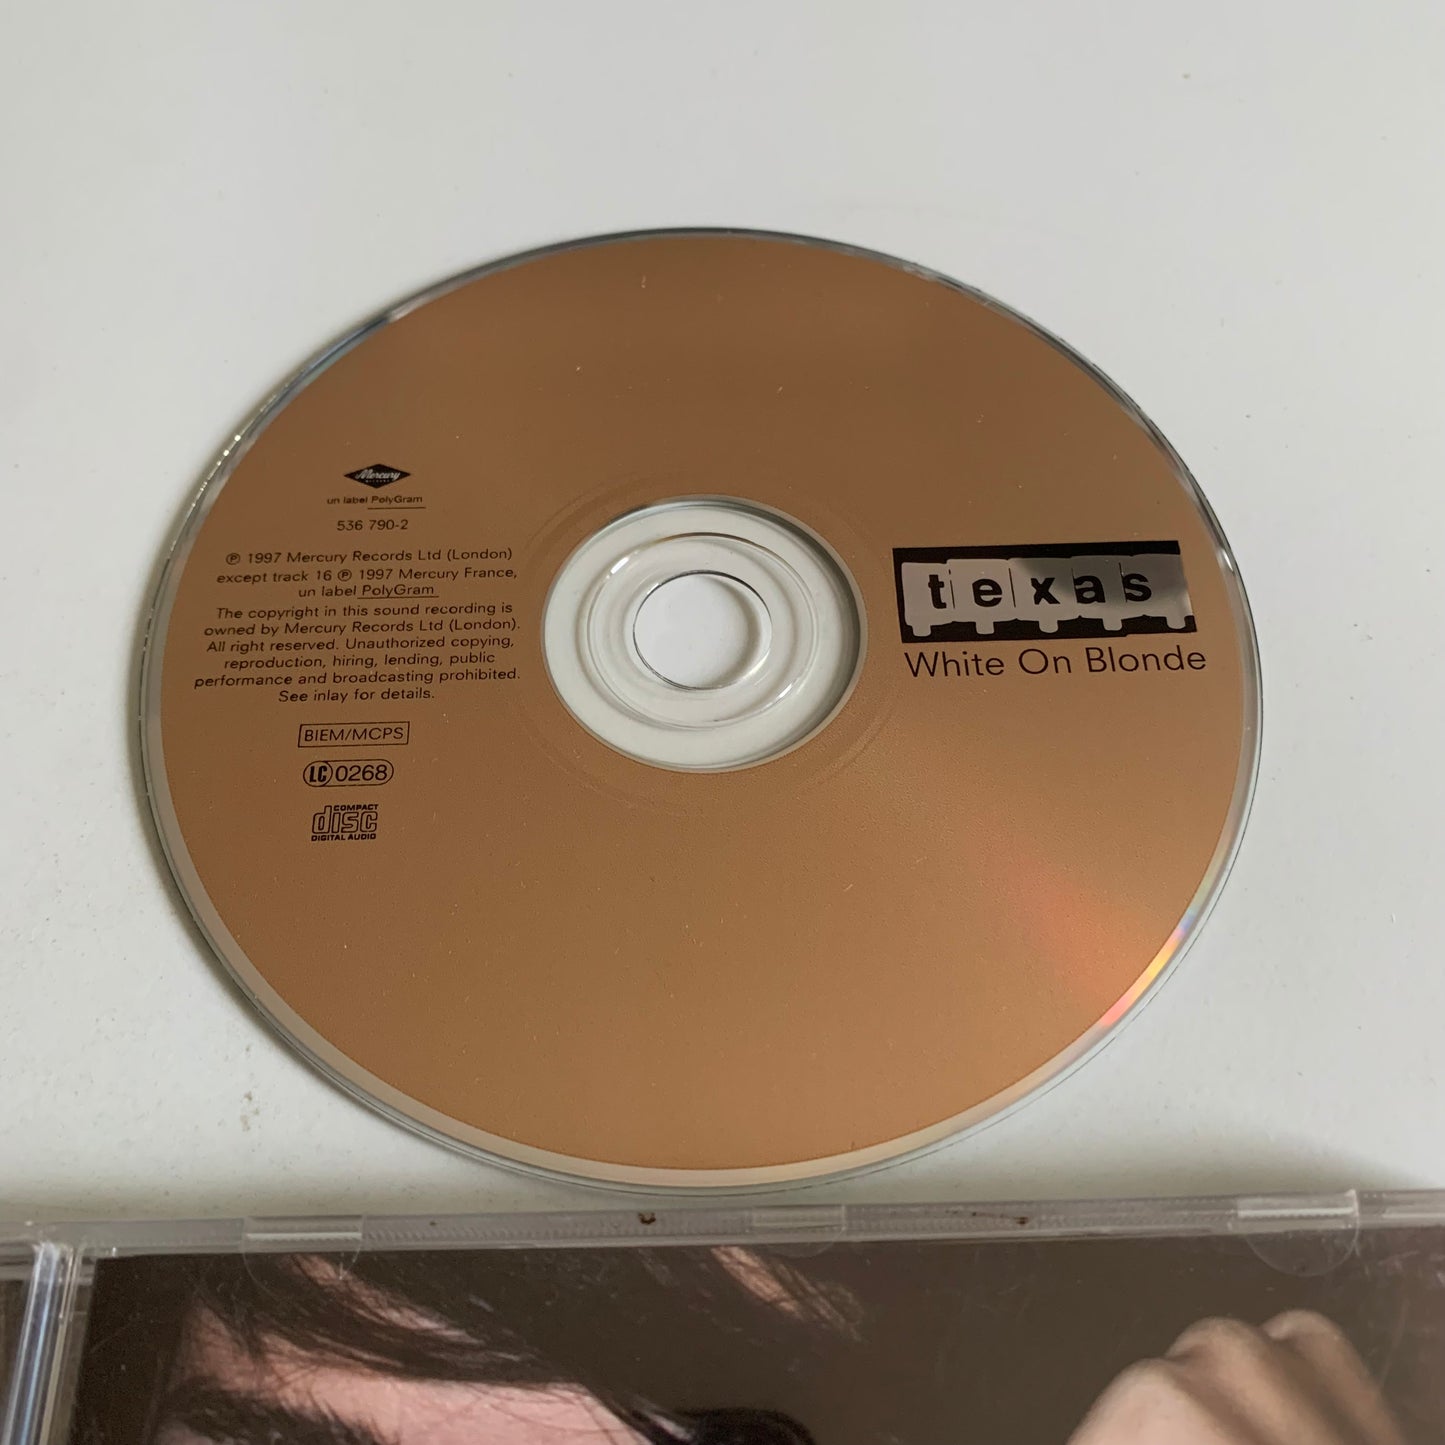 Mercury
RECORDS
un label PolyGram
536 790-2
℗ 1997 Mercury Records Ltd (London)
except track 16 ℗ 1997 Mercury France,
un label PolyGram
The copyright in this sound recording is
owned by Mercury Records Ltd (London).
All right reserved. Unauthorized copying,
reproduction, hiring, lending, public
performance and broadcasting prohibited.
See inlay for details.
BIEM/MCPS
LC 0268
COMPACT
disc
DIGITAL AUDIO
texas
White On Blonde